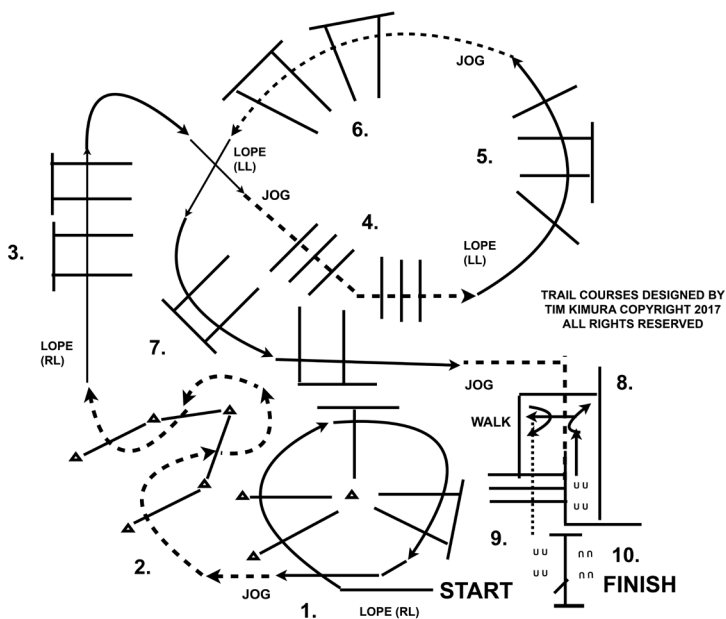 6.
JOG
5.
LOPE
(LL)
JOG
4.
3.
LOPE
(LL)
TRAIL COURSES DESIGNED BY
TIM KIMURA COPYRIGHT 2017
ALL RIGHTS RESERVED
LOPE
(RL)
7.
JOG
8.
WALK
9.
10.
2.
JOG
1.
START
LOPE (RL)
FINISH